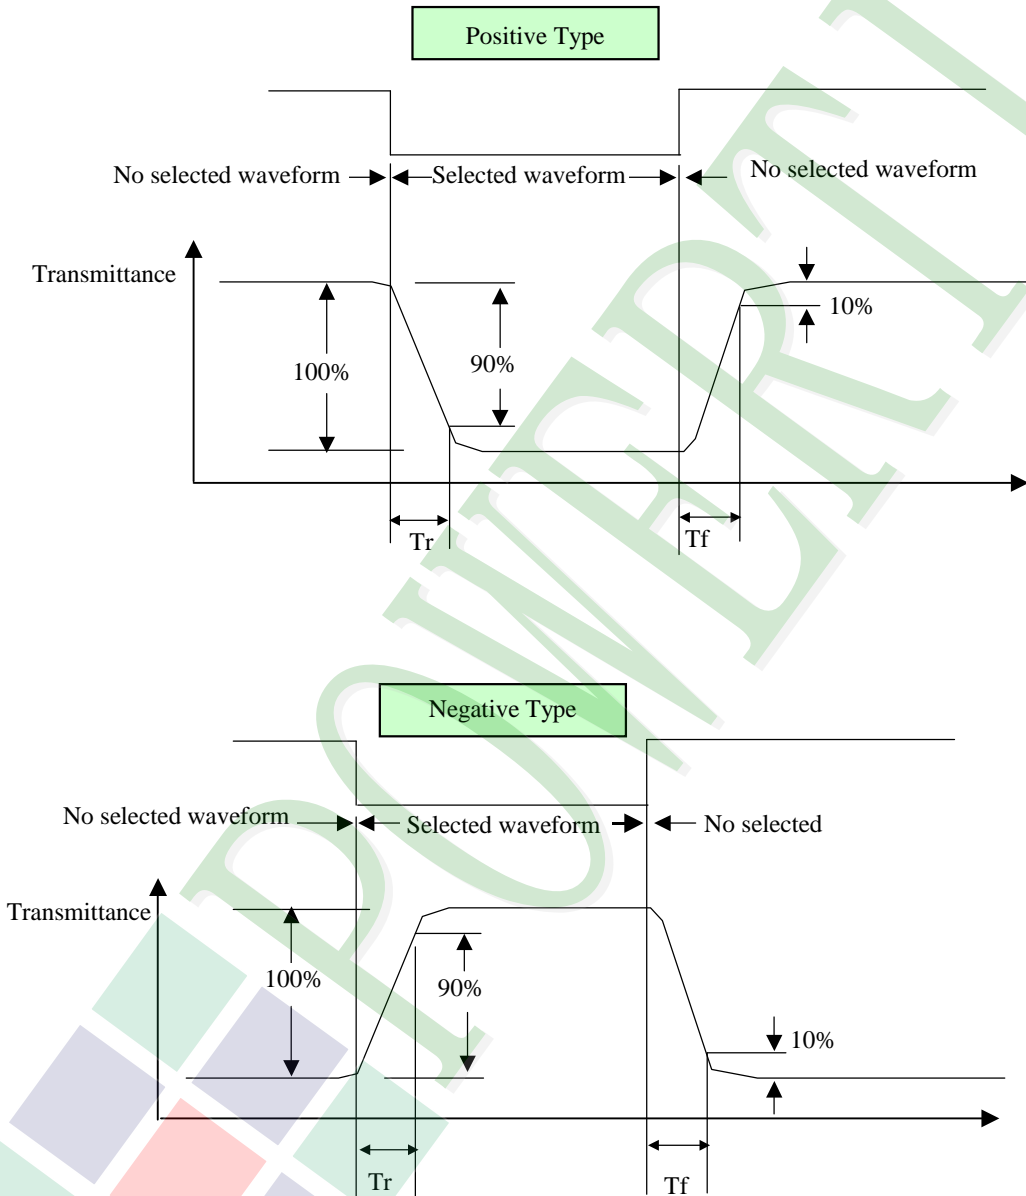 Positive Type
No selected waveform
Selected waveform
No selected waveform
Transmittance
10%
90%
100%
Tr
Tf
Negative Type
No selected waveform
Selected waveform
No selected
Transmittance
100%
90%
10%
Tr
Tf